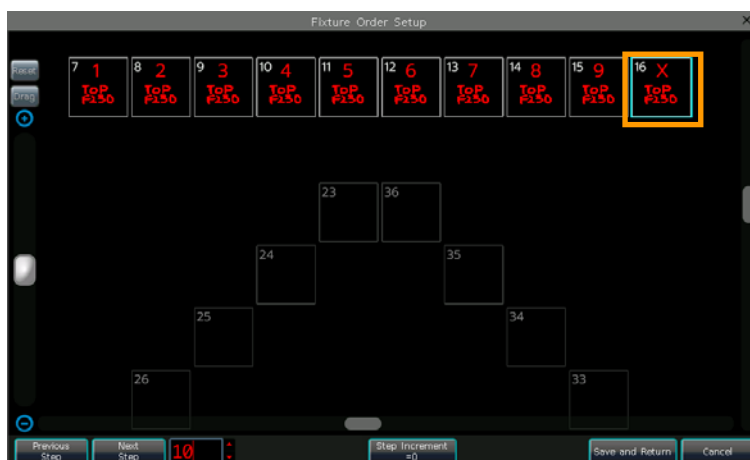 Fixture Order Setup
X
Reset
Drag
7 1
8 2
9 3
10 4
11 5
12 6
13 7
14 8
15 9
16 X
ToP ToP ToP ToP ToP ToP ToP ToP ToP ToP
P250 P250 P250 P250 P250 P250 P250 P250 P250 P250
23 36
24 35
25 34
26 33
Previous Step
Next Step
10
Step Increment
=0
Save and Return
Cancel